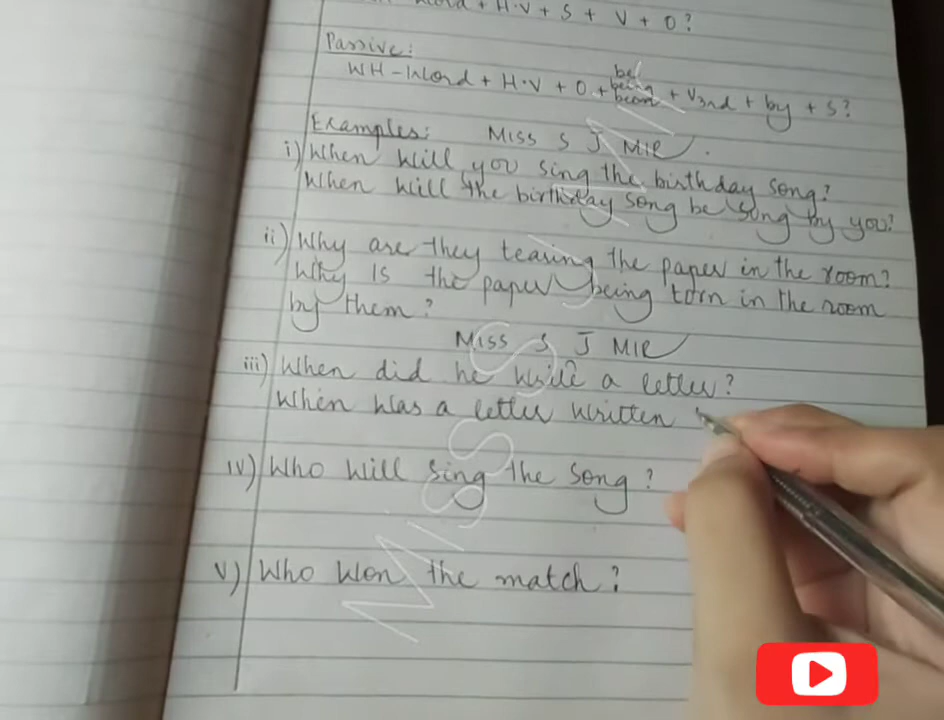 + H.V + S + V + O?
Passive:
WH-Word + H.V + O + be being been + V3rd + by + S?
Examples: Miss S J MIR.
i) When will you sing the birthday song?
When will the birthday song be song by you?
ii) Why are they tearing the paper in the room?
Why is the paper being torn in the room
by them?
Miss S J MIR
iii) When did he write a letter?
When was a letter written
iv) Who will sing the song?
v) Who won the match?